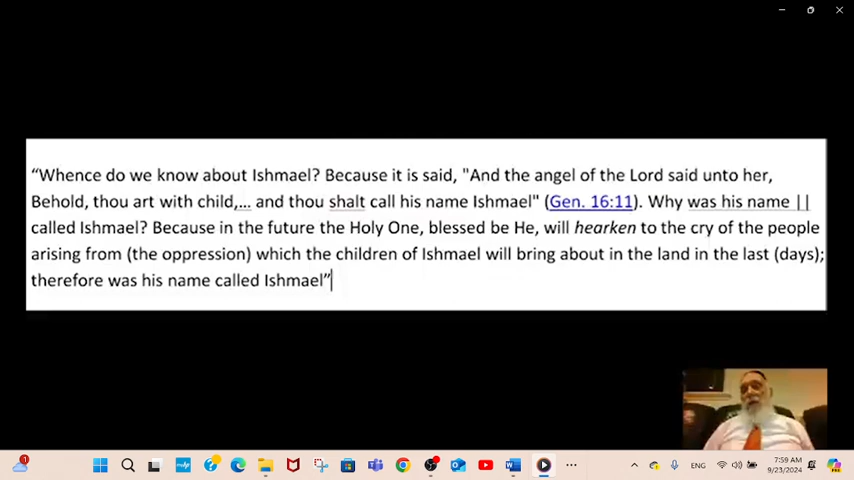 “Whence do we know about Ishmael? Because it is said, "And the angel of the Lord said unto her,
Behold, thou art with child,... and thou shalt call his name Ishmael" (Gen. 16:11). Why was his name ||
called Ishmael? Because in the future the Holy One, blessed be He, will hearken to the cry of the people
arising from (the oppression) which the children of Ishmael will bring about in the land in the last (days);
therefore was his name called Ishmael”
ENG
7:59 AM
9/23/2024